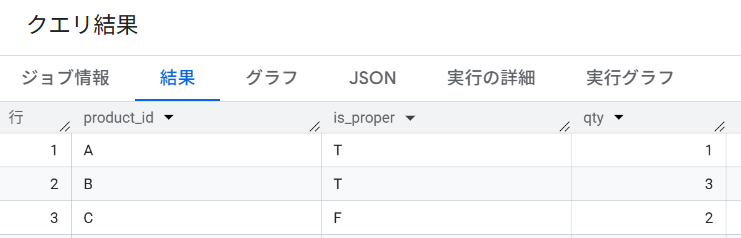 クエリ結果
ジョブ情報 結果 グラフ JSON 実行の詳細 実行グラフ
行 product_id is_proper qty
1 A T 1
2 B T 3
3 C F 2